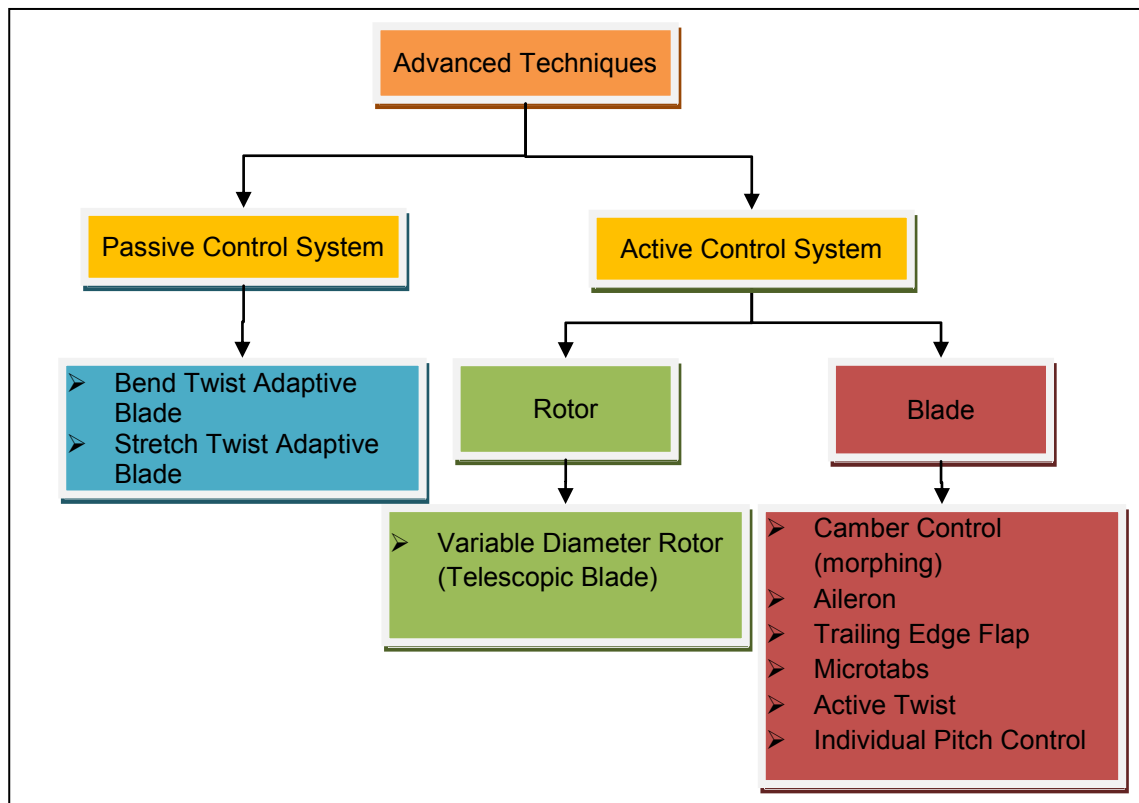 Advanced Techniques
Passive Control System
Active Control System
➢ Bend Twist Adaptive
Blade
➢ Stretch Twist Adaptive
Blade
Rotor
Blade
➢ Variable Diameter Rotor
(Telescopic Blade)
➢ Camber Control
(morphing)
➢ Aileron
➢ Trailing Edge Flap
➢ Microtabs
➢ Active Twist
➢ Individual Pitch Control